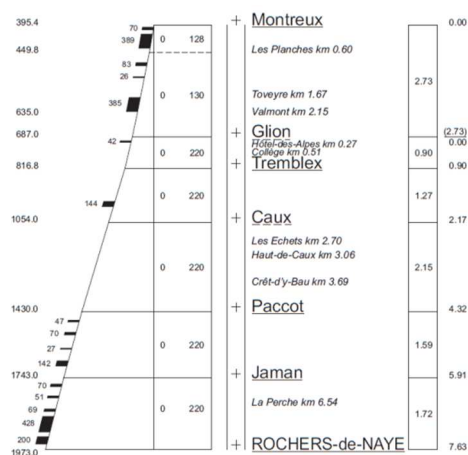 395.4 70 0 128 + Montreux 0.00
389
449.8 Les Planches km 0.60
83
26 2.73
0 130 Toveyre km 1.67
385
635.0 Valmont km 2.15
687.0 + Glion (2.73)
42 Hôtel-des-Alpes km 0.27 0.00
0 220 Collège km 0.51 0.90
816.8 + Tremblex 0.90
144 0 220 1.27
1054.0 + Caux 2.17
Les Echets km 2.70
0 220 Haut-de-Caux km 3.06 2.15
Crêt-d'y-Bau km 3.69
1430.0 + Paccot 4.32
47
70
0 220 1.59
27
142
1743.0 + Jaman 5.91
70
51 La Perche km 6.54
69 0 220 1.72
428
200 + ROCHERS-de-NAYE 7.63
1973.0